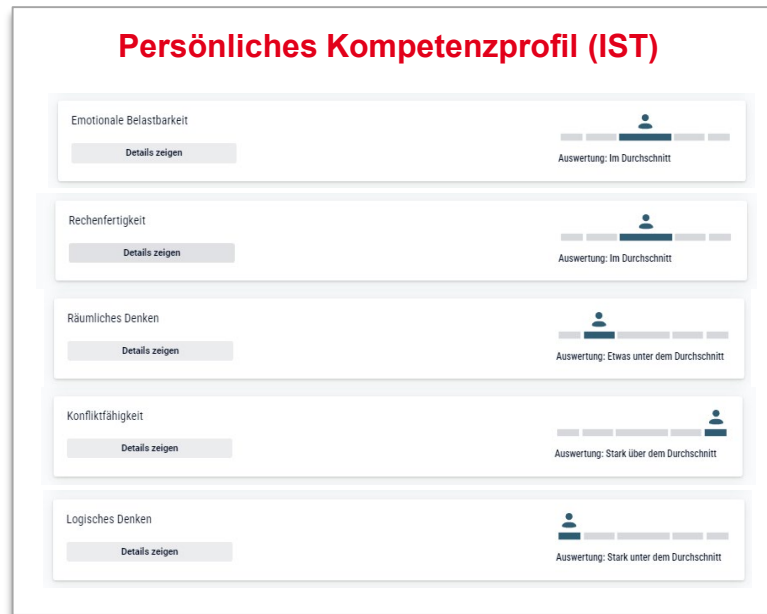 Persönliches Kompetenzprofil (IST)
Emotionale Belastbarkeit
Details zeigen
Auswertung: Im Durchschnitt
Rechenfertigkeit
Details zeigen
Auswertung: Im Durchschnitt
Räumliches Denken
Details zeigen
Auswertung: Etwas unter dem Durchschnitt
Konfliktfähigkeit
Details zeigen
Auswertung: Stark über dem Durchschnitt
Logisches Denken
Details zeigen
Auswertung: Stark unter dem Durchschnitt